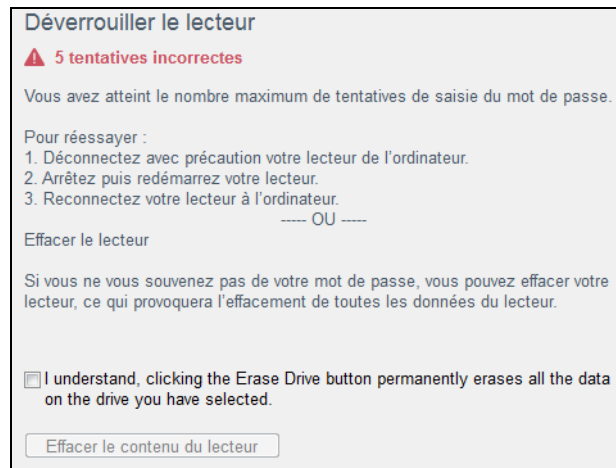 Déverrouiller le lecteur
5 tentatives incorrectes
Vous avez atteint le nombre maximum de tentatives de saisie du mot de passe.
Pour réessayer :
1. Déconnectez avec précaution votre lecteur de l'ordinateur.
2. Arrêtez puis redémarrez votre lecteur.
3. Reconnectez votre lecteur à l'ordinateur.
----- OU -----
Effacer le lecteur
Si vous ne vous souvenez pas de votre mot de passe, vous pouvez effacer votre
lecteur, ce qui provoquera l'effacement de toutes les données du lecteur.
I understand, clicking the Erase Drive button permanently erases all the data
on the drive you have selected.
Effacer le contenu du lecteur